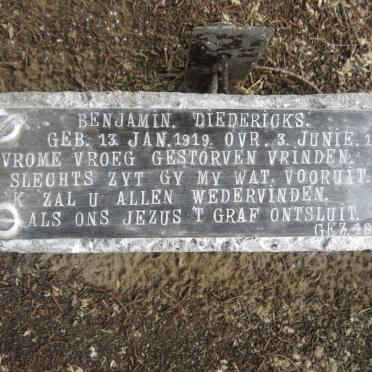 BENJAMIN. DIEDERICKS.
GEB. 13. JAN. 1919. OVR. 3. JUNIE. 1
VROME VROEG GESTORVEN VRINDEN.
SLECHTS ZYT GY MY WAT. VOORUIT.
K ZAL U ALLEN WEDERVINDEN.
ALS ONS JEZUS 'T GRAF ONTSLUIT.
GEZ. 18